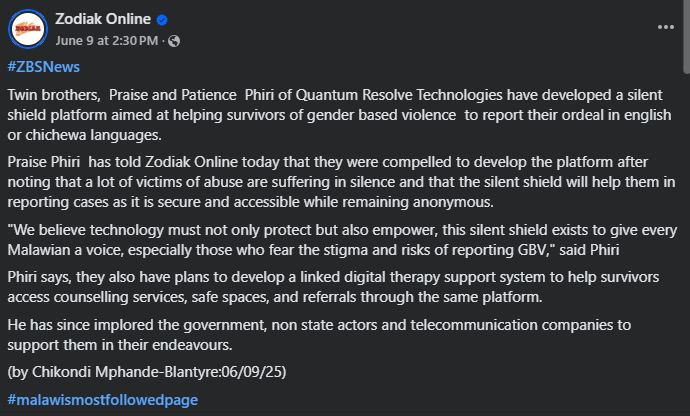 Zodiak Online
June 9 at 2:30 PM ·
#ZBSNews
Twin brothers,  Praise and Patience  Phiri of Quantum Resolve Technologies have developed a silent
shield platform aimed at helping survivors of gender based violence  to report their ordeal in english
or chichewa languages.
Praise Phiri  has told Zodiak Online today that they were compelled to develop the platform after
noting that a lot of victims of abuse are suffering in silence and that the silent shield will help them in
reporting cases as it is secure and accessible while remaining anonymous.
"We believe technology must not only protect but also empower, this silent shield exists to give every
Malawian a voice, especially those who fear the stigma and risks of reporting GBV," said Phiri
Phiri says, they also have plans to develop a linked digital therapy support system to help survivors
access counselling services, safe spaces, and referrals through the same platform.
He has since implored the government, non state actors and telecommunication companies to
support them in their endeavours.
(by Chikondi Mphande-Blantyre:06/09/25)
#malawismostfollowedpage